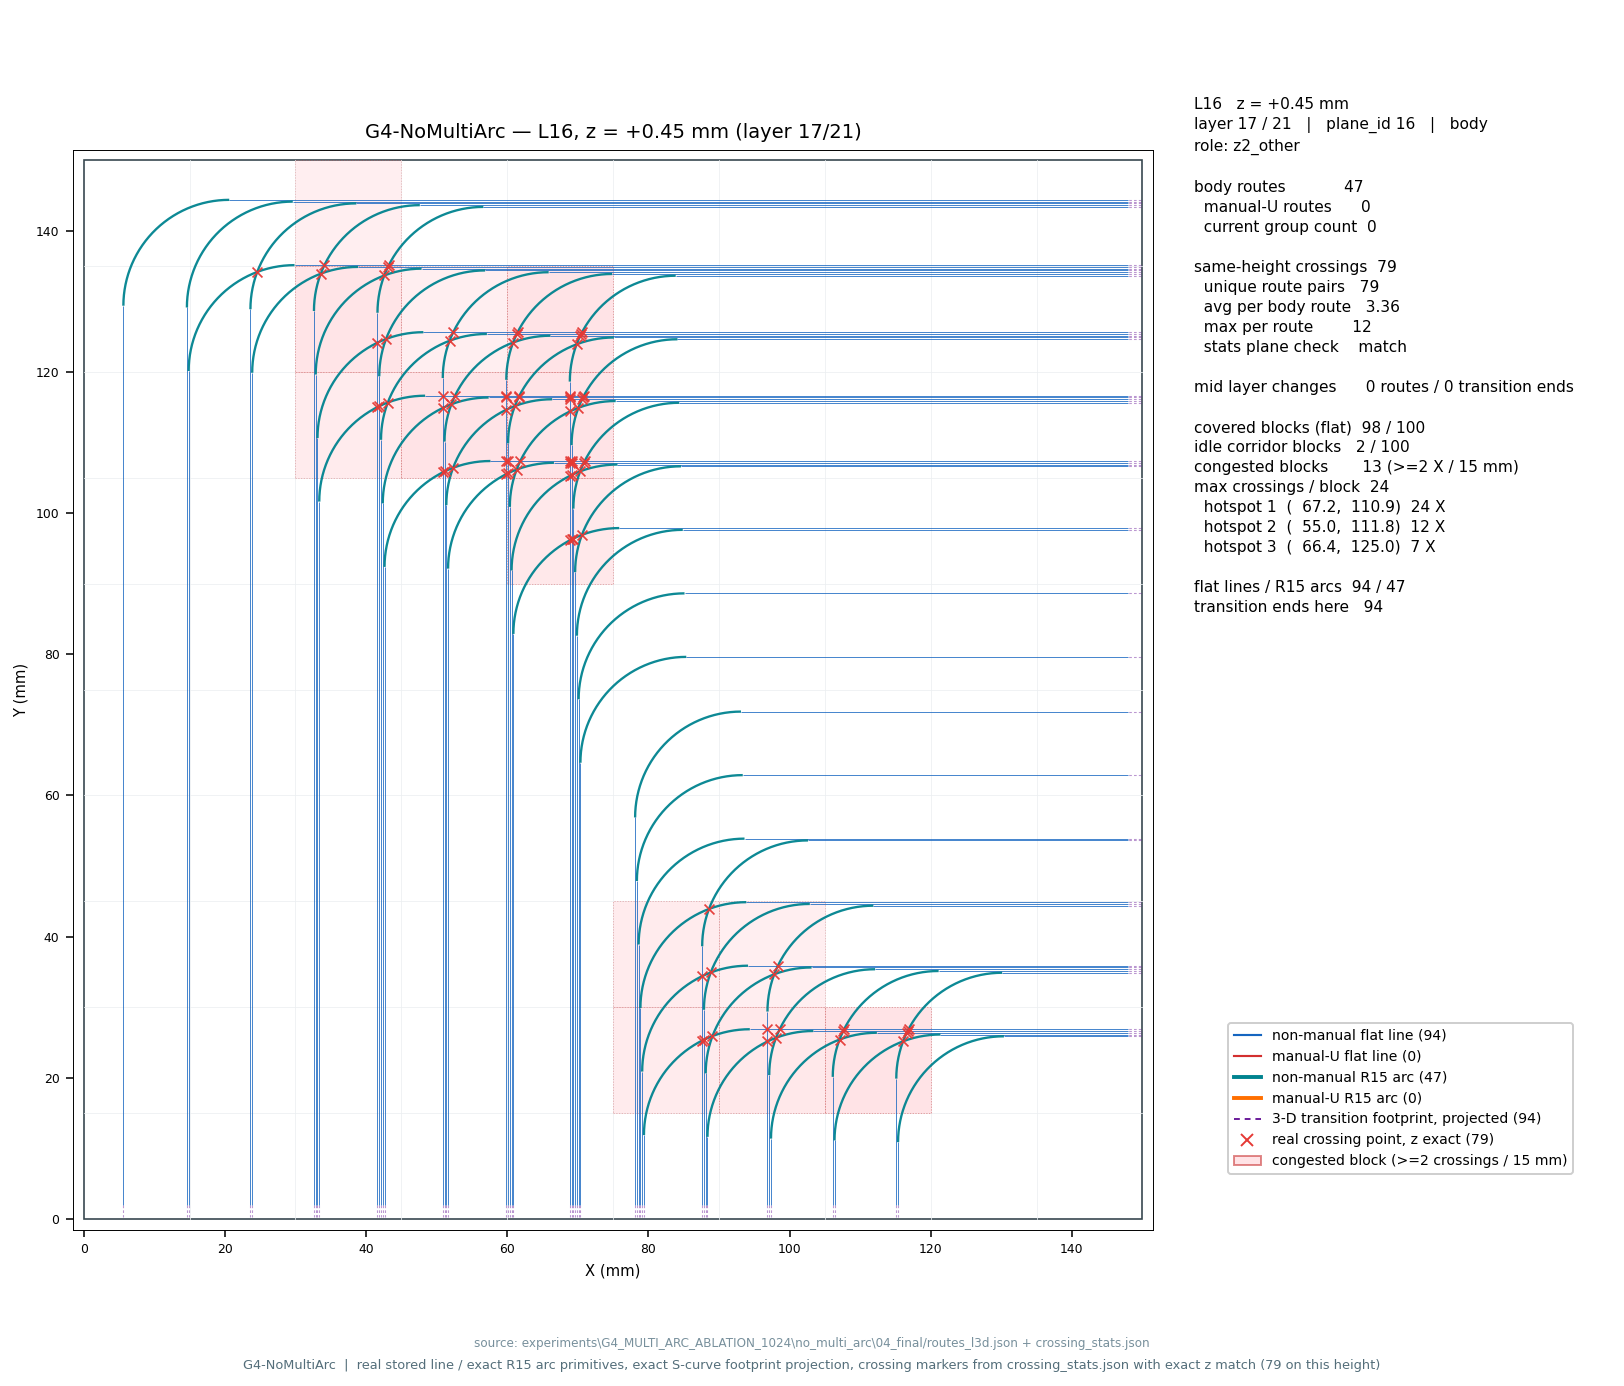 G4-NoMultiArc — L16, z = +0.45 mm (layer 17/21)
L16   z = +0.45 mm
layer 17 / 21   |   plane_id 16   |   body
role: z2_other
body routes   47
manual-U routes   0
current group count   0
same-height crossings   79
unique route pairs   79
avg per body route   3.36
max per route   12
stats plane check   match
mid layer changes   0 routes / 0 transition ends
covered blocks (flat)   98 / 100
idle corridor blocks   2 / 100
congested blocks   13 (>=2 X / 15 mm)
max crossings / block   24
hotspot 1  (  67.2,  110.9)  24 X
hotspot 2  (  55.0,  111.8)  12 X
hotspot 3  (  66.4,  125.0)  7 X
flat lines / R15 arcs   94 / 47
transition ends here   94
140
120
100
80
60
40
20
0
Y (mm)
0 20 40 60 80 100 120 140
X (mm)
non-manual flat line (94)
manual-U flat line (0)
non-manual R15 arc (47)
manual-U R15 arc (0)
3-D transition footprint, projected (94)
real crossing point, z exact (79)
congested block (>=2 crossings / 15 mm)
source: experiments\G4_MULTI_ARC_ABLATION_1024\no_multi_arc\04_final/routes_l3d.json + crossing_stats.json
G4-NoMultiArc  |  real stored line / exact R15 arc primitives, exact S-curve footprint projection, crossing markers from crossing_stats.json with exact z match (79 on this height)